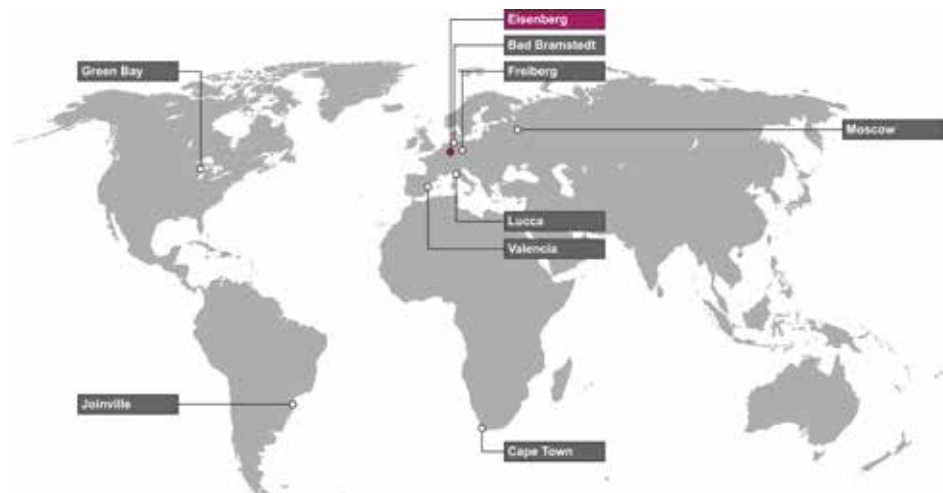 Eisenberg
Bad Bramstedt
Green Bay
Freiberg
Moscow
Lucca
Valencia
Joinville
Cape Town